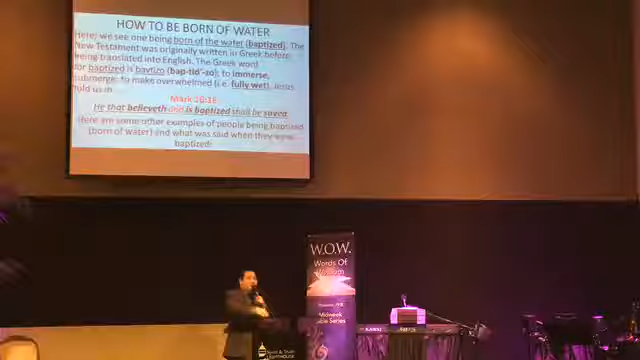 HOW TO BE BORN OF WATER
Here, we see one being born of the water (baptized). The
New Testament was originally written in Greek before
being translated into English. The Greek word
for baptized is baptizo (bap-tid'-zo); to immerse,
submerge; to make overwhelmed (i.e. fully wet). Jesus
told us in
Mark 16:16
He that believeth and is baptized shall be saved
Here are some other examples of people being baptized
(born of water) and what was said when they were
baptized:
W.O.W.
Words Of
Wisdom
Midweek
Bible Series
KAWAI
Spirit & Truth
Lighthouse